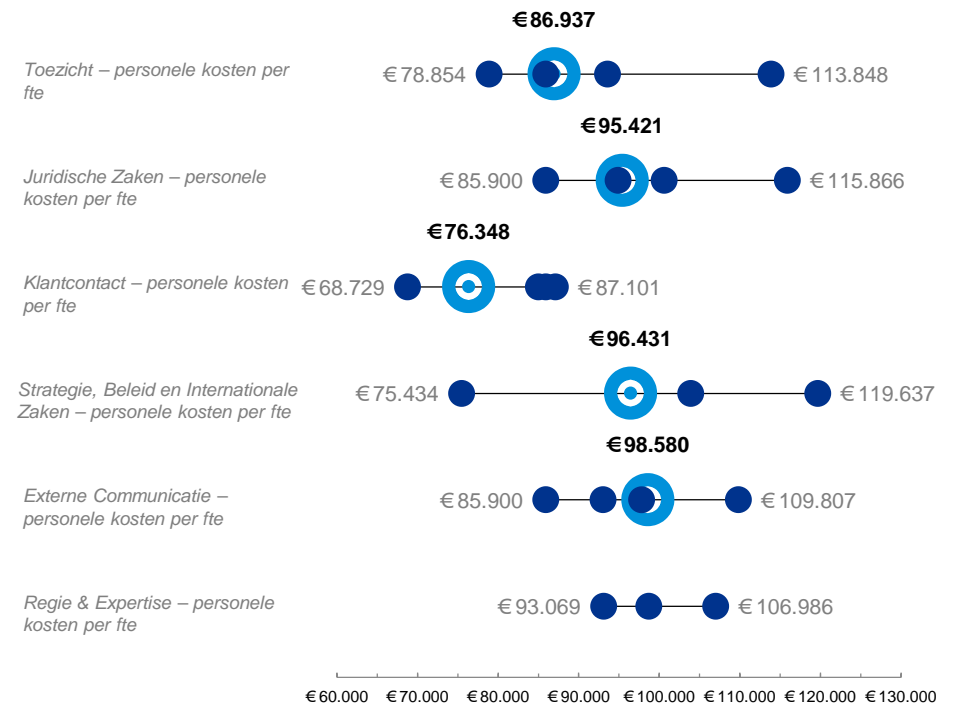 € 86.937
Toezicht – personele kosten per
fte
€ 78.854
€ 113.848
€ 95.421
Juridische Zaken – personele
kosten per fte
€ 85.900
€ 115.866
€ 76.348
Klantcontact – personele kosten
per fte
€ 68.729
€ 87.101
€ 96.431
Strategie, Beleid en Internationale
Zaken – personele kosten per fte
€ 75.434
€ 119.637
€ 98.580
Externe Communicatie –
personele kosten per fte
€ 85.900
€ 109.807
Regie & Expertise – personele
kosten per fte
€ 93.069
€ 106.986
€ 60.000 € 70.000 € 80.000 € 90.000 € 100.000 € 110.000 € 120.000 € 130.000